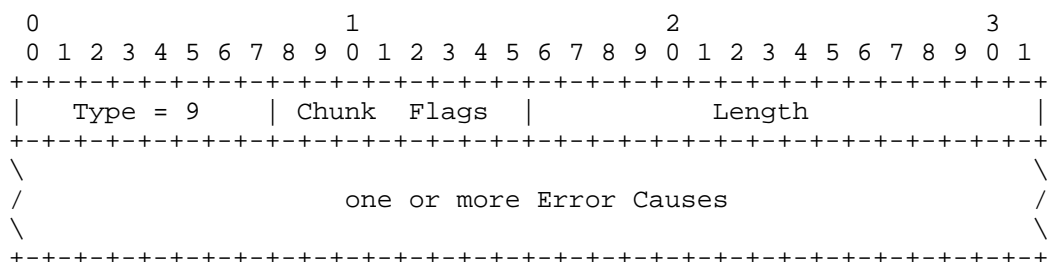 0 1 2 3
0 1 2 3 4 5 6 7 8 9 0 1 2 3 4 5 6 7 8 9 0 1 2 3 4 5 6 7 8 9 0 1
+-+-+-+-+-+-+-+-+-+-+-+-+-+-+-+-+-+-+-+-+-+-+-+-+-+-+-+-+-+-+-+-+
| Type = 9 | Chunk Flags | Length |
+-+-+-+-+-+-+-+-+-+-+-+-+-+-+-+-+-+-+-+-+-+-+-+-+-+-+-+-+-+-+-+-+
\ \
/ one or more Error Causes /
\ \
+-+-+-+-+-+-+-+-+-+-+-+-+-+-+-+-+-+-+-+-+-+-+-+-+-+-+-+-+-+-+-+-+